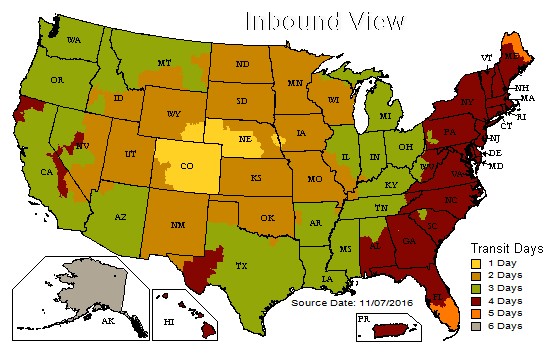 Inbound View
WA
MT
ND
MN
OR
ID
SD
WI
MI
WY
NV
UT
NE
IA
CO
IL
IN
OH
PA
NY
VT
ME
NH
MA
RI
CT
NJ
DE
MD
CA
KS
MO
KY
WV
VA
NC
TN
AZ
NM
OK
AR
SC
MS
AL
GA
TX
LA
FL
AK
HI
PR
Source Date: 11/07/2016
Transit Days
1 Day
2 Days
3 Days
4 Days
5 Days
6 Days